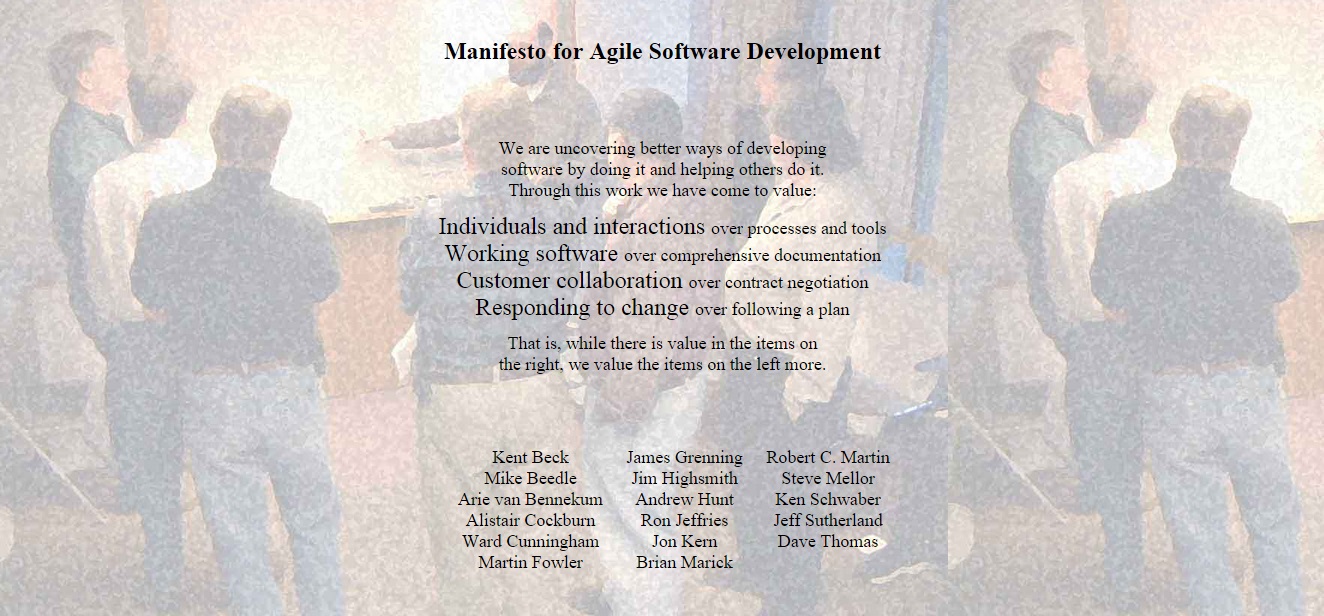 Manifesto for Agile Software Development
We are uncovering better ways of developing
software by doing it and helping others do it.
Through this work we have come to value:
Individuals and interactions over processes and tools
Working software over comprehensive documentation
Customer collaboration over contract negotiation
Responding to change over following a plan
That is, while there is value in the items on
the right, we value the items on the left more.
Kent Beck
Mike Beedle
Arie van Bennekum
Alistair Cockburn
Ward Cunningham
Martin Fowler
James Grenning
Jim Highsmith
Andrew Hunt
Ron Jeffries
Jon Kern
Brian Marick
Robert C. Martin
Steve Mellor
Ken Schwaber
Jeff Sutherland
Dave Thomas